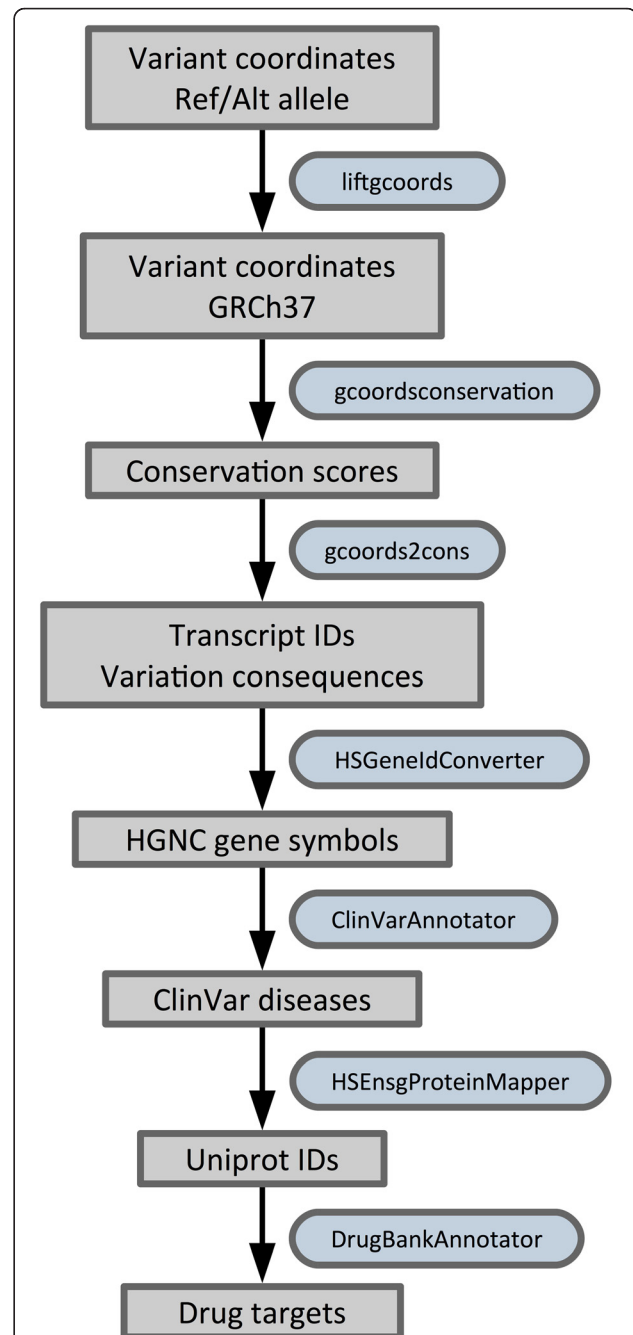 Variant coordinates
Ref/Alt allele
liftgcoords
Variant coordinates
GRCh37
gcoordsconservation
Conservation scores
gcoords2cons
Transcript IDs
Variation consequences
HSGeneIdConverter
HGNC gene symbols
ClinVarAnnotator
ClinVar diseases
HSEnsgProteinMapper
Uniprot IDs
DrugBankAnnotator
Drug targets